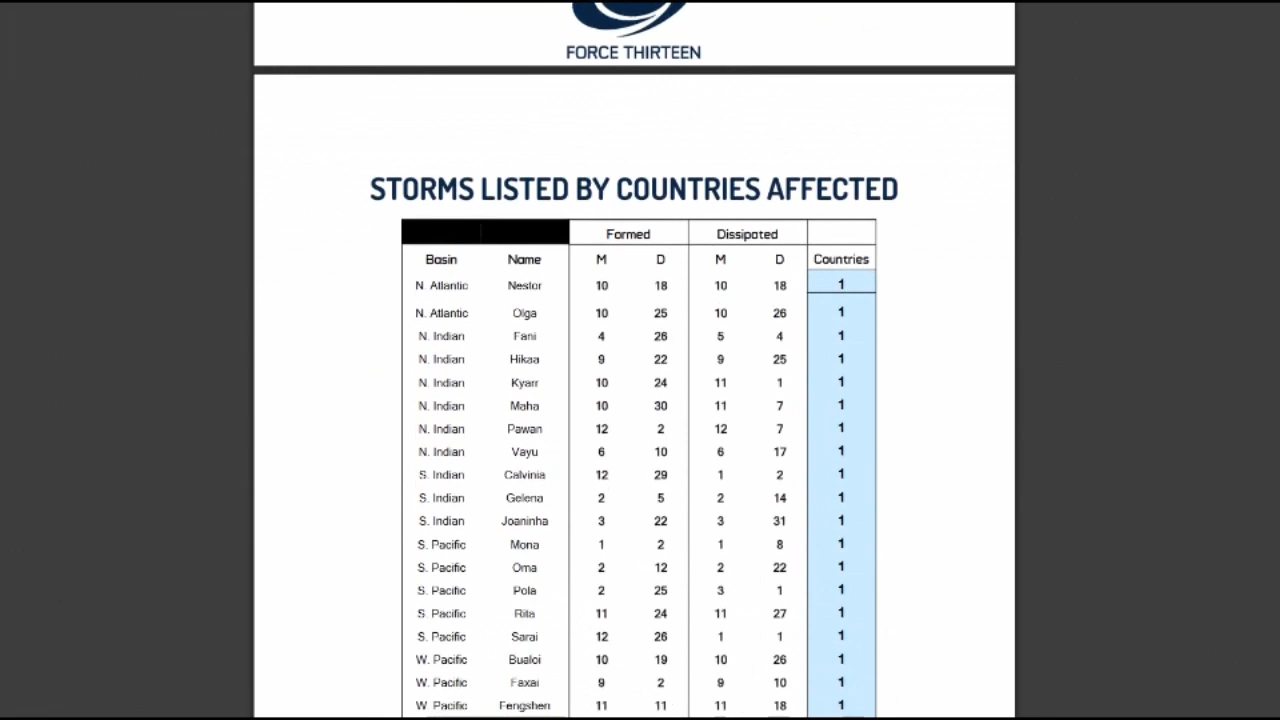 FORCE THIRTEEN
STORMS LISTED BY COUNTRIES AFFECTED
Formed Dissipated
Basin Name M D M D Countries
N. Atlantic Nestor 10 18 10 18 1
N. Atlantic Olga 10 25 10 26 1
N. Indian Fani 4 26 5 4 1
N. Indian Hikaa 9 22 9 25 1
N. Indian Kyarr 10 24 11 1 1
N. Indian Maha 10 30 11 7 1
N. Indian Pawan 12 2 12 7 1
N. Indian Vayu 6 10 6 17 1
S. Indian Calvinia 12 29 1 2 1
S. Indian Gelena 2 5 2 14 1
S. Indian Joaninha 3 22 3 31 1
S. Pacific Mona 1 2 1 8 1
S. Pacific Oma 2 12 2 22 1
S. Pacific Pola 2 25 3 1 1
S. Pacific Rita 11 24 11 27 1
S. Pacific Sarai 12 26 1 1 1
W. Pacific Bualoi 10 19 10 26 1
W. Pacific Faxai 9 2 9 10 1
W. Pacific Fengshen 11 11 11 18 1